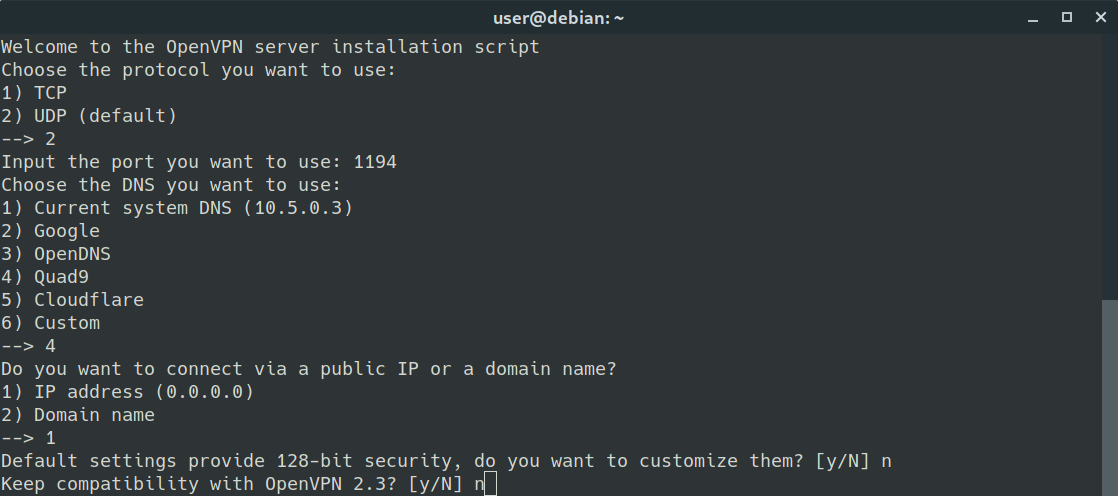 user@debian: ~
Welcome to the OpenVPN server installation script
Choose the protocol you want to use:
1) TCP
2) UDP (default)
--> 2
Input the port you want to use: 1194
Choose the DNS you want to use:
1) Current system DNS (10.5.0.3)
2) Google
3) OpenDNS
4) Quad9
5) Cloudflare
6) Custom
--> 4
Do you want to connect via a public IP or a domain name?
1) IP address (0.0.0.0)
2) Domain name
--> 1
Default settings provide 128-bit security, do you want to customize them? [y/N] n
Keep compatibility with OpenVPN 2.3? [y/N] n